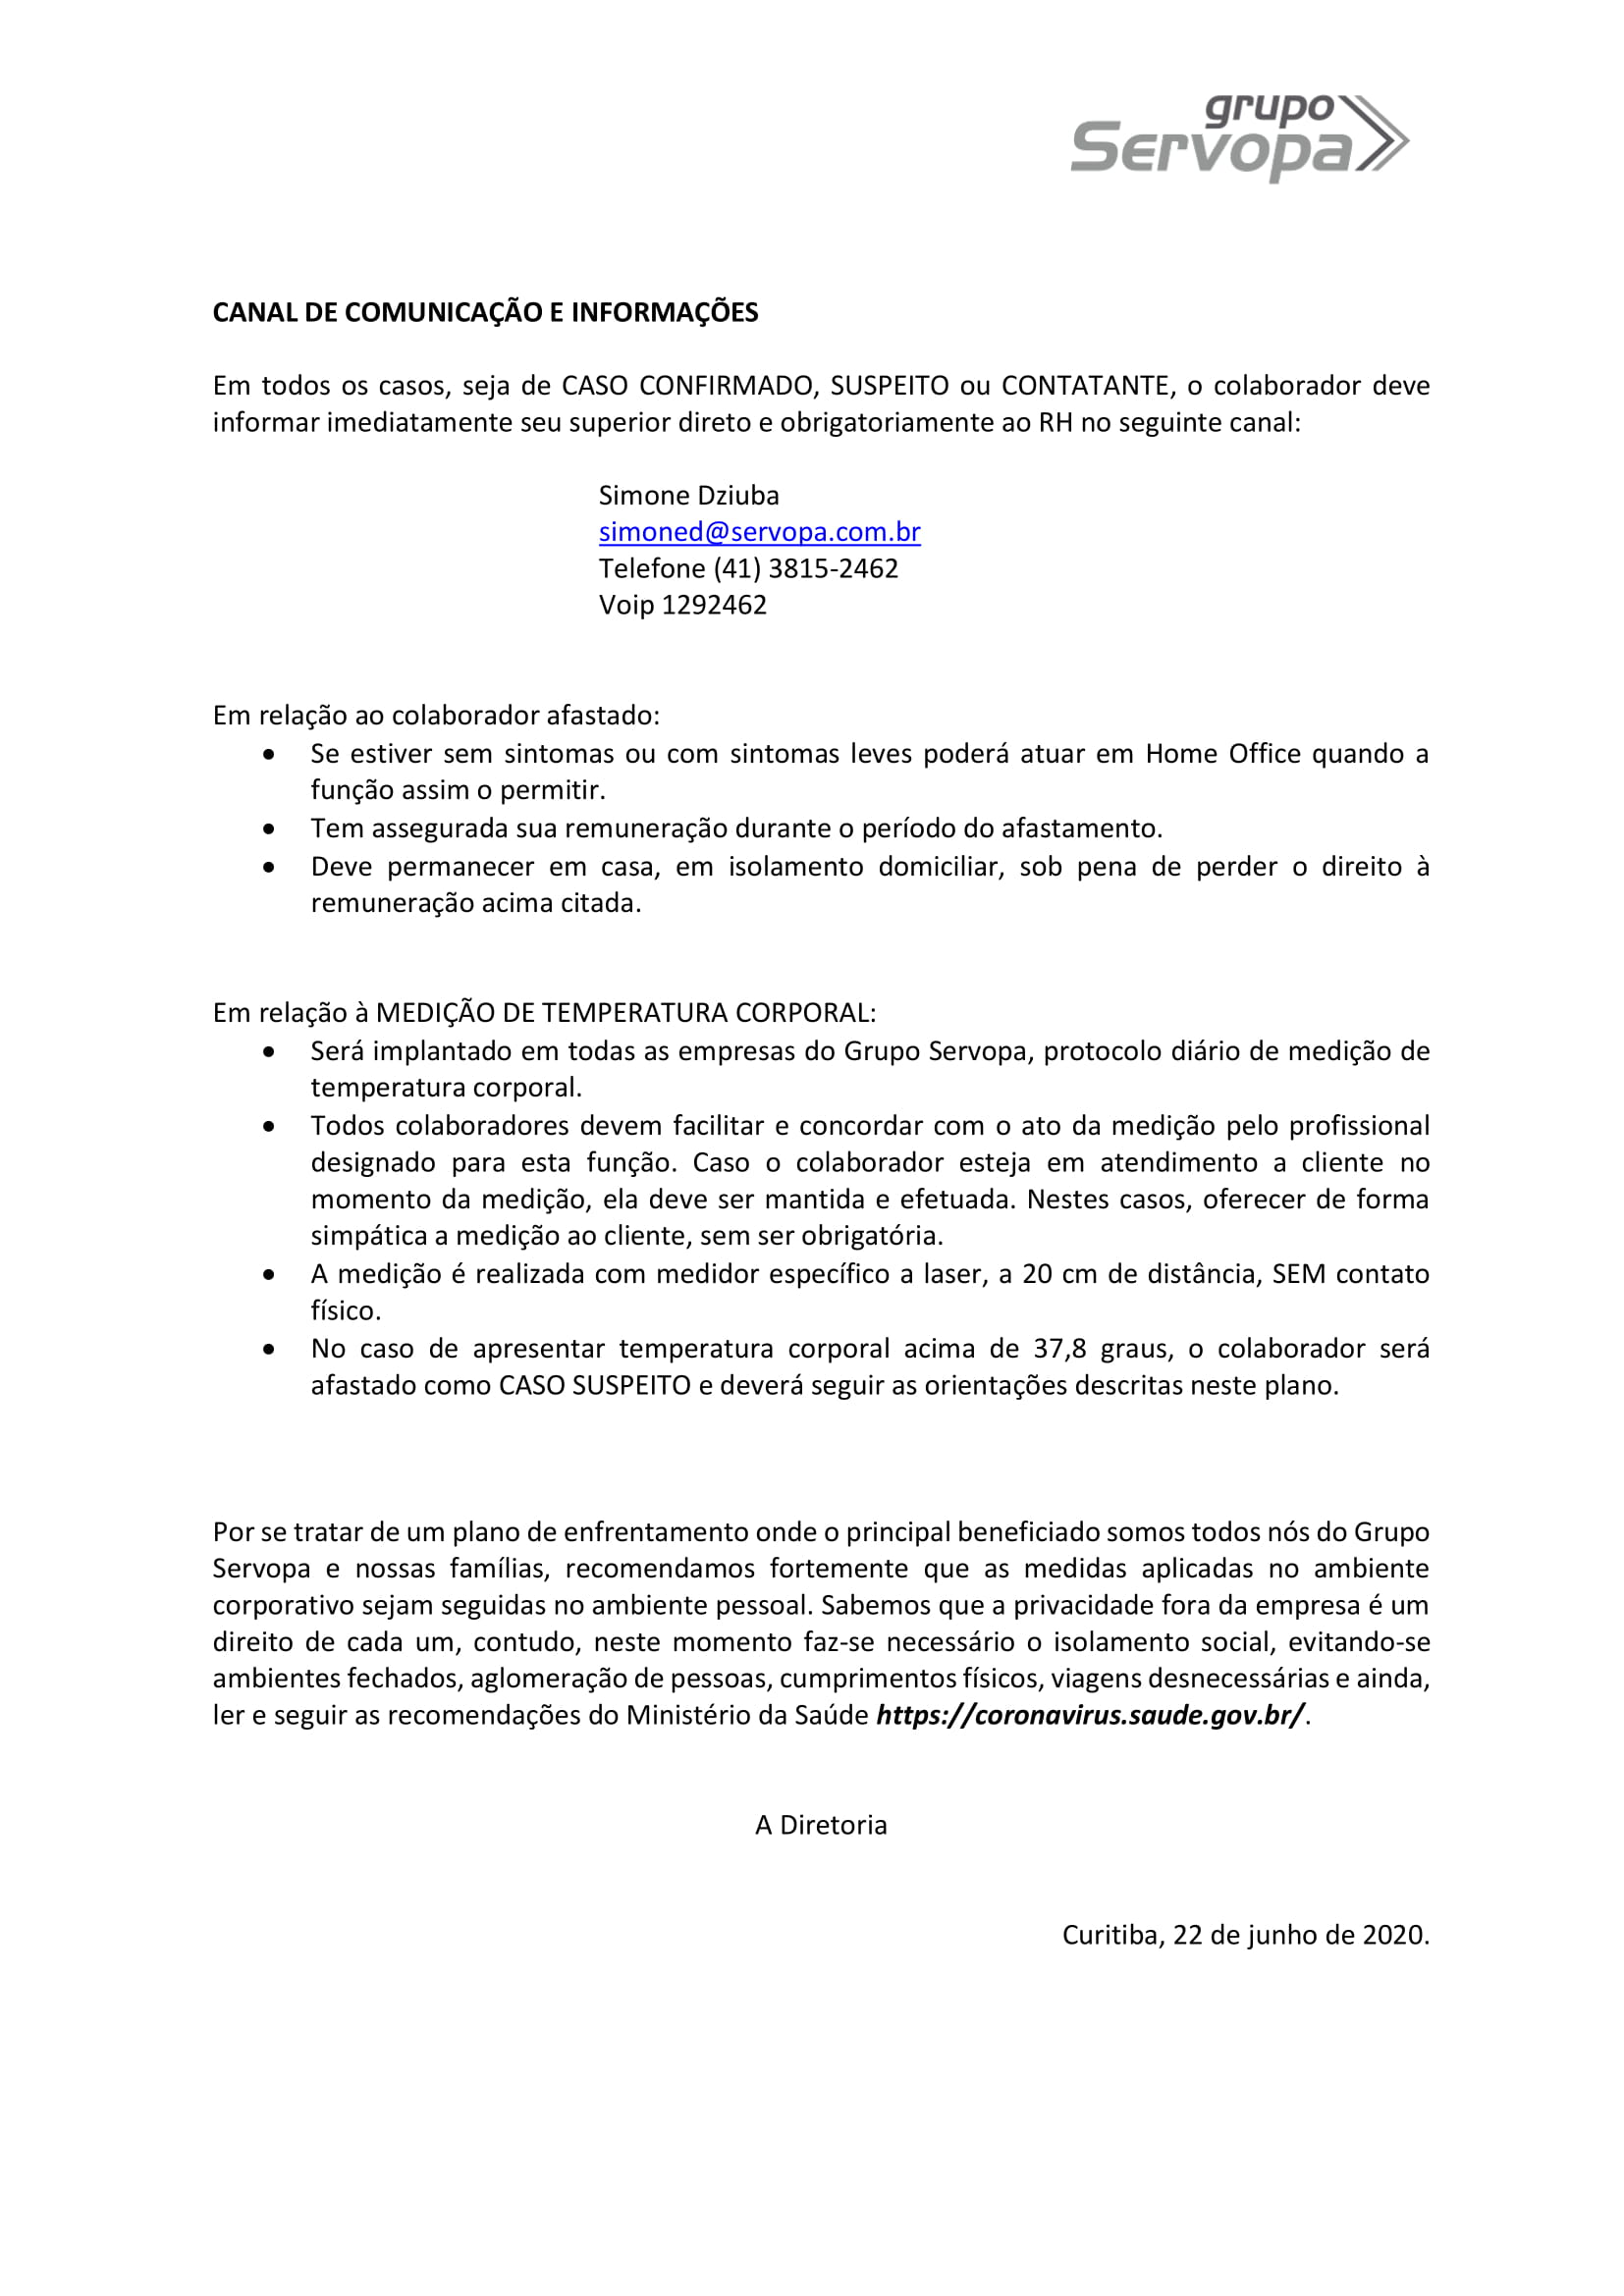 grupo
Servopa
CANAL DE COMUNICAÇÃO E INFORMAÇÕES
Em todos os casos, seja de CASO CONFIRMADO, SUSPEITO ou CONTATANTE, o colaborador deve
informar imediatamente seu superior direto e obrigatoriamente ao RH no seguinte canal:
Simone Dziuba
simoned@servopa.com.br
Telefone (41) 3815-2462
Voip 1292462
Em relação ao colaborador afastado:
• Se estiver sem sintomas ou com sintomas leves poderá atuar em Home Office quando a
função assim o permitir.
• Tem assegurada sua remuneração durante o período do afastamento.
• Deve permanecer em casa, em isolamento domiciliar, sob pena de perder o direito à
remuneração acima citada.
Em relação à MEDIÇÃO DE TEMPERATURA CORPORAL:
• Será implantado em todas as empresas do Grupo Servopa, protocolo diário de medição de
temperatura corporal.
• Todos colaboradores devem facilitar e concordar com o ato da medição pelo profissional
designado para esta função. Caso o colaborador esteja em atendimento a cliente no
momento da medição, ela deve ser mantida e efetuada. Nestes casos, oferecer de forma
simpática a medição ao cliente, sem ser obrigatória.
• A medição é realizada com medidor específico a laser, a 20 cm de distância, SEM contato
físico.
• No caso de apresentar temperatura corporal acima de 37,8 graus, o colaborador será
afastado como CASO SUSPEITO e deverá seguir as orientações descritas neste plano.
Por se tratar de um plano de enfrentamento onde o principal beneficiado somos todos nós do Grupo
Servopa e nossas famílias, recomendamos fortemente que as medidas aplicadas no ambiente
corporativo sejam seguidas no ambiente pessoal. Sabemos que a privacidade fora da empresa é um
direito de cada um, contudo, neste momento faz-se necessário o isolamento social, evitando-se
ambientes fechados, aglomeração de pessoas, cumprimentos físicos, viagens desnecessárias e ainda,
ler e seguir as recomendações do Ministério da Saúde https://coronavirus.saude.gov.br/.
A Diretoria
Curitiba, 22 de junho de 2020.